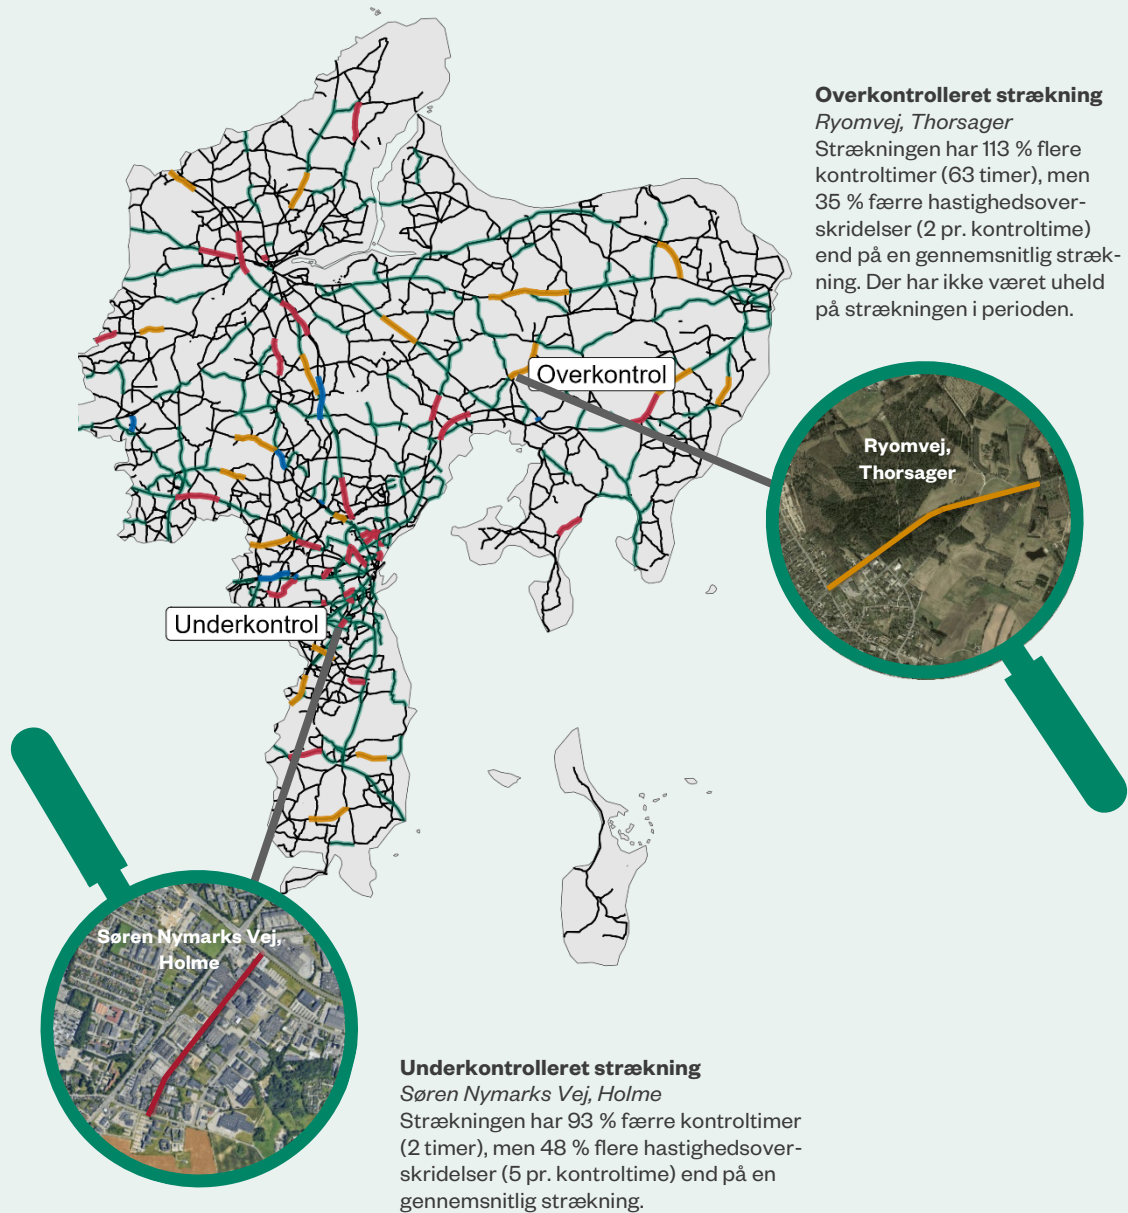 Overkontrolleret strækning
Ryomvej, Thorsager
Strækningen har 113 % flere
kontroltimer (63 timer), men
35 % færre hastighedsover-
skridelser (2 pr. kontroltime)
end på en gennemsnitlig stræk-
ning. Der har ikke været uheld
på strækningen i perioden.
Overkontrol
Ryomvej,
Thorsager
Underkontrol
Søren Nymarks Vej,
Holme
Underkontrolleret strækning
Søren Nymarks Vej, Holme
Strækningen har 93 % færre kontroltimer
(2 timer), men 48 % flere hastighedsover-
skridelser (5 pr. kontroltime) end på en
gennemsnitlig strækning.